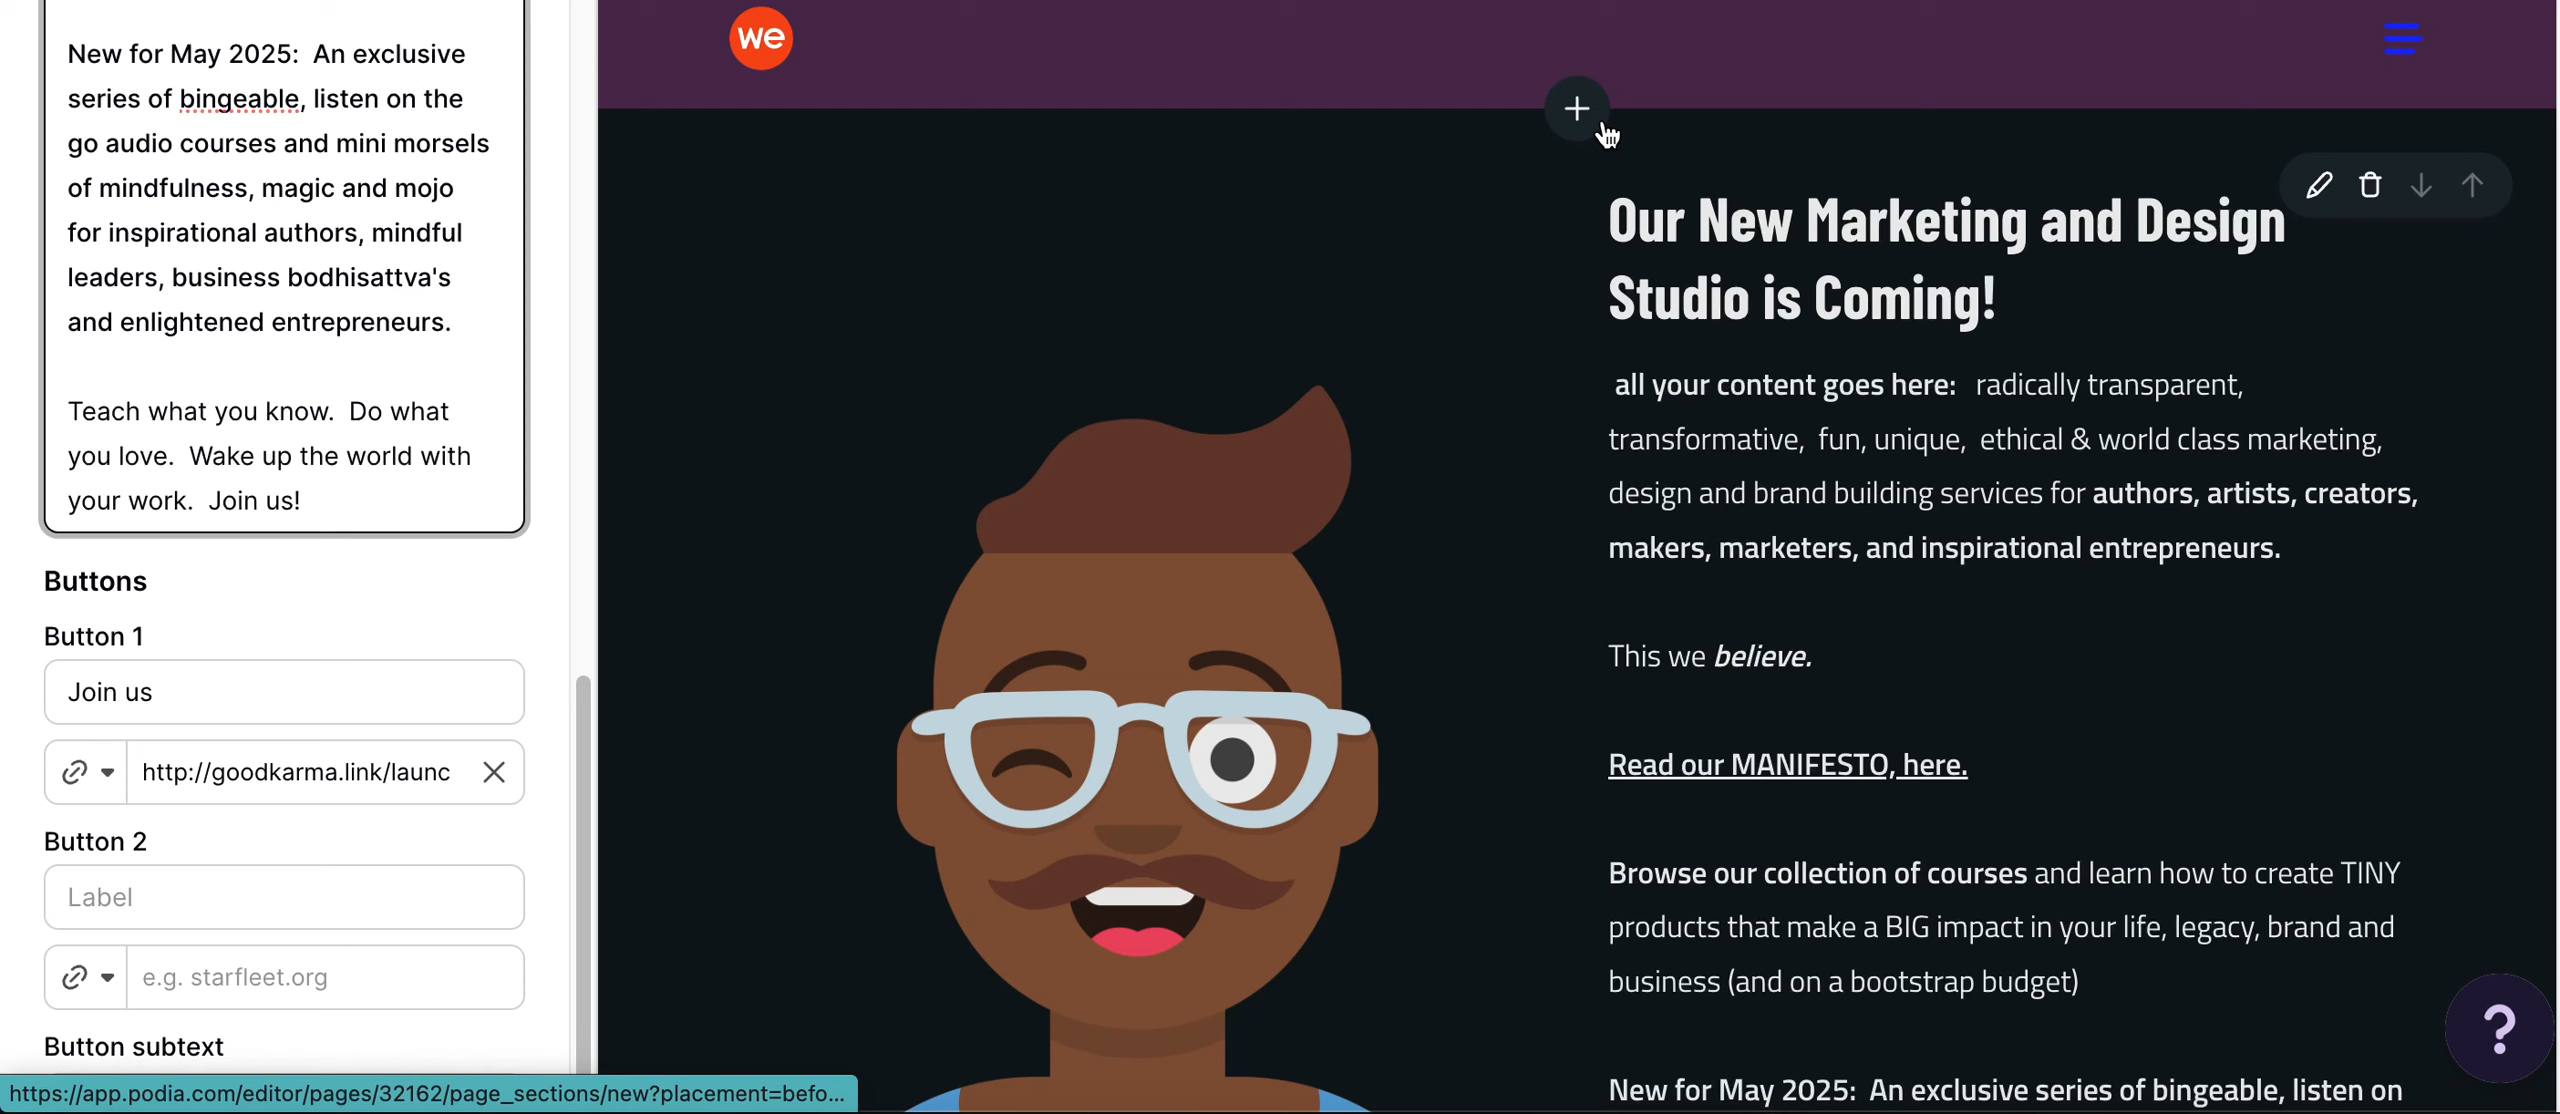 New for May 2025:  An exclusive
series of bingeable, listen on the
go audio courses and mini morsels
of mindfulness, magic and mojo
for inspirational authors, mindful
leaders, business bodhisattva's
and enlightened entrepreneurs.
Teach what you know.  Do what
you love.  Wake up the world with
your work.  Join us!
Buttons
Button 1
Join us
http://goodkarma.link/launc
Button 2
Label
e.g. starfleet.org
Button subtext
https://app.podia.com/editor/pages/32162/page_sections/new?placement=befo...
we
Our New Marketing and Design
Studio is Coming!
all your content goes here:  radically transparent,
transformative,  fun, unique,  ethical & world class marketing,
design and brand building services for authors, artists, creators,
makers, marketers, and inspirational entrepreneurs.
This we believe.
Read our MANIFESTO, here.
Browse our collection of courses and learn how to create TINY
products that make a BIG impact in your life, legacy, brand and
business (and on a bootstrap budget)
New for May 2025:  An exclusive series of bingeable, listen on
?